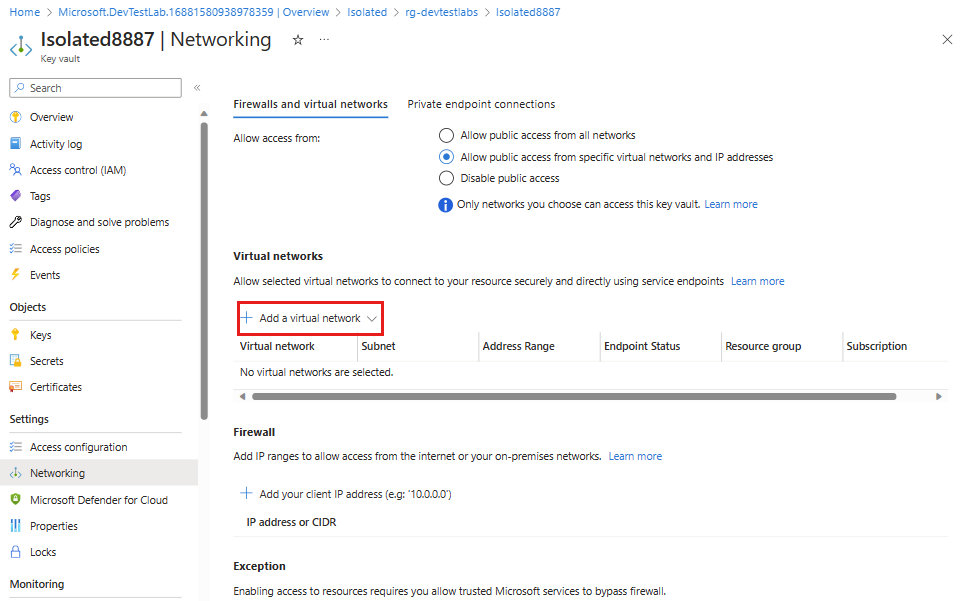 Home > Microsoft.DevTestLab.16881580938978359 | Overview > Isolated > rg-devtestlabs > Isolated8887
Isolated8887 | Networking ☆ ...
Key vault
Search «
Overview
Activity log
Access control (IAM)
Tags
Diagnose and solve problems
Access policies
Events
Objects
Keys
Secrets
Certificates
Settings
Access configuration
Networking
Microsoft Defender for Cloud
Properties
Locks
Monitoring
Firewalls and virtual networks Private endpoint connections
Allow access from:
Allow public access from all networks
Allow public access from specific virtual networks and IP addresses
Disable public access
Only networks you choose can access this key vault. Learn more
Virtual networks
Allow selected virtual networks to connect to your resource securely and directly using service endpoints Learn more
+ Add a virtual network
Virtual network Subnet Address Range Endpoint Status Resource group Subscription
No virtual networks are selected.
Firewall
Add IP ranges to allow access from the internet or your on-premises networks. Learn more
+ Add your client IP address (e.g: '10.0.0.0')
IP address or CIDR
Exception
Enabling access to resources requires you allow trusted Microsoft services to bypass firewall.